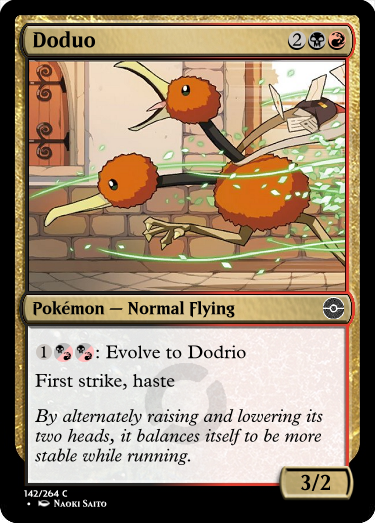 Doduo 2
Pokémon — Normal Flying
1 : Evolve to Dodrio
First strike, haste
By alternately raising and lowering its
two heads, it balances itself to be more
stable while running.
3/2
142/264 C
• Naoki Saito